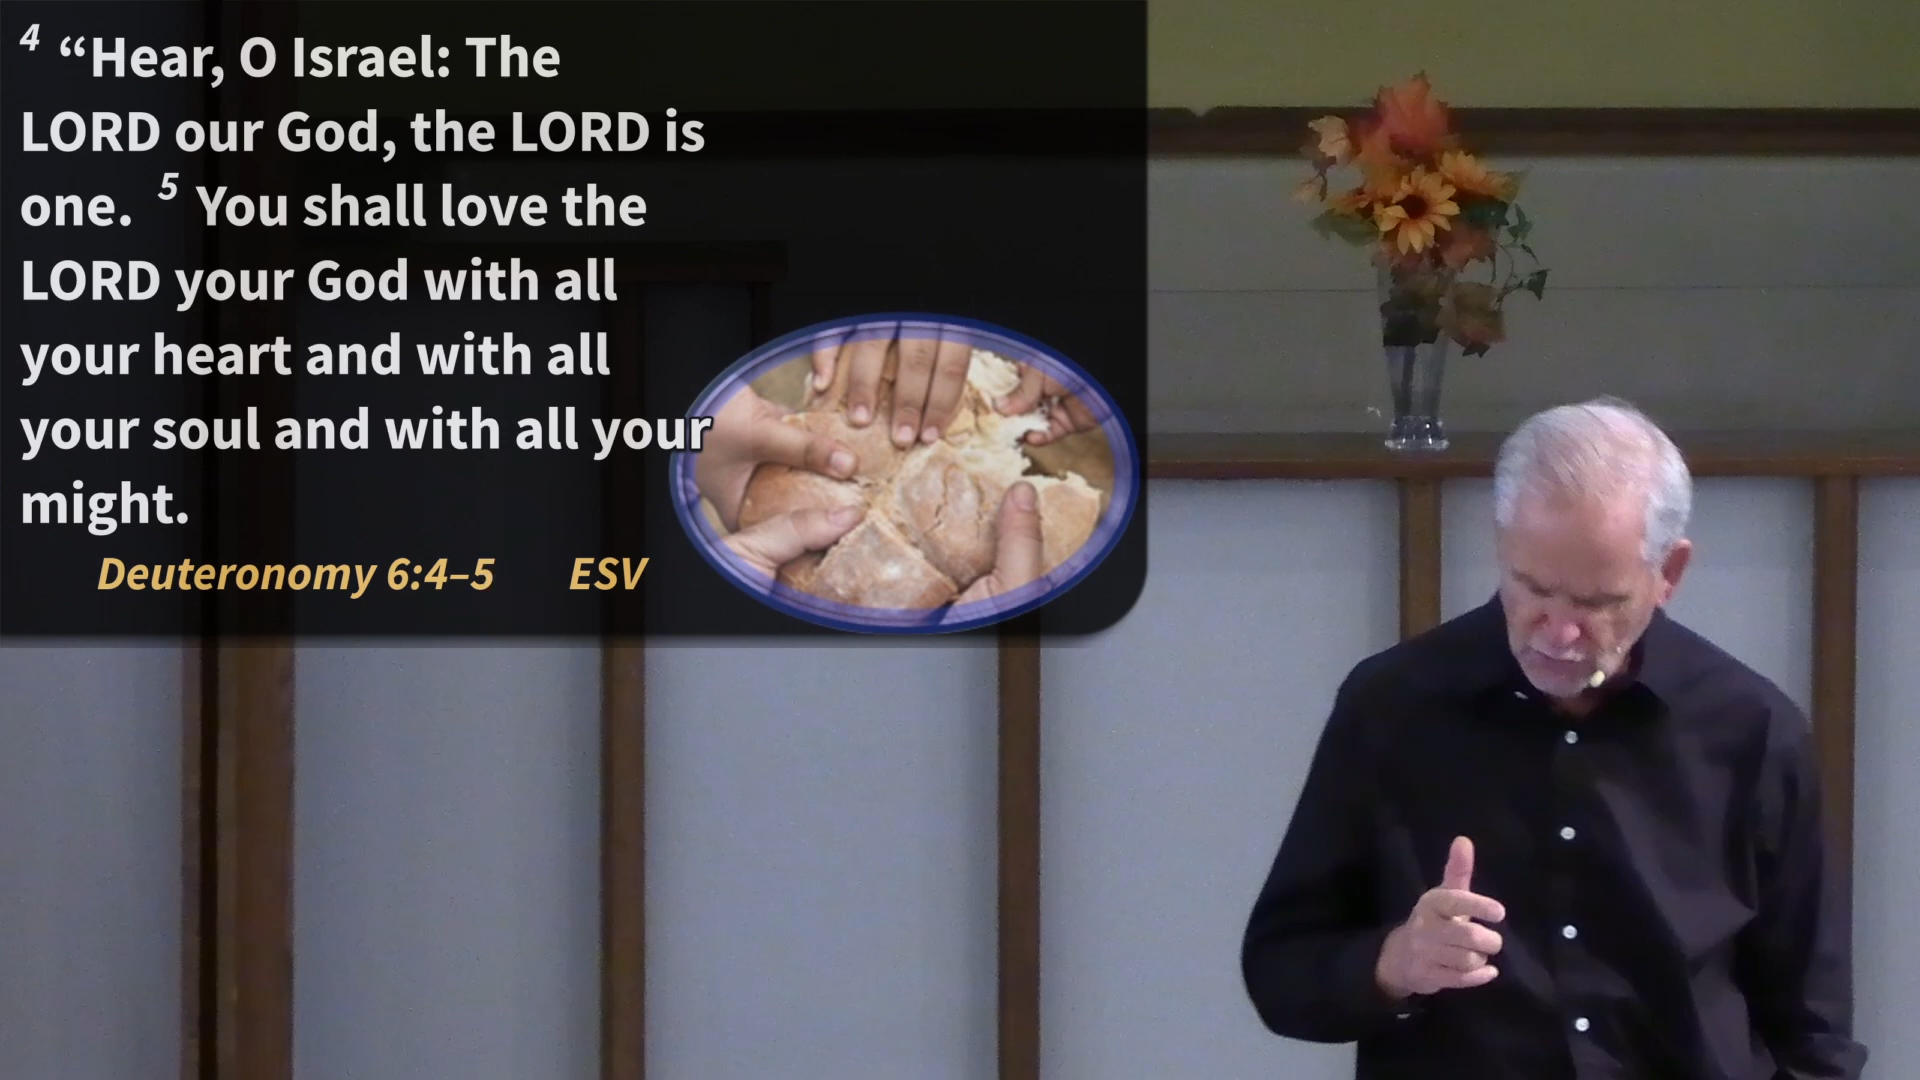 4 “Hear, O Israel: The
LORD our God, the LORD is
one. 5 You shall love the
LORD your God with all
your heart and with all
your soul and with all your
might.
Deuteronomy 6:4–5 ESV